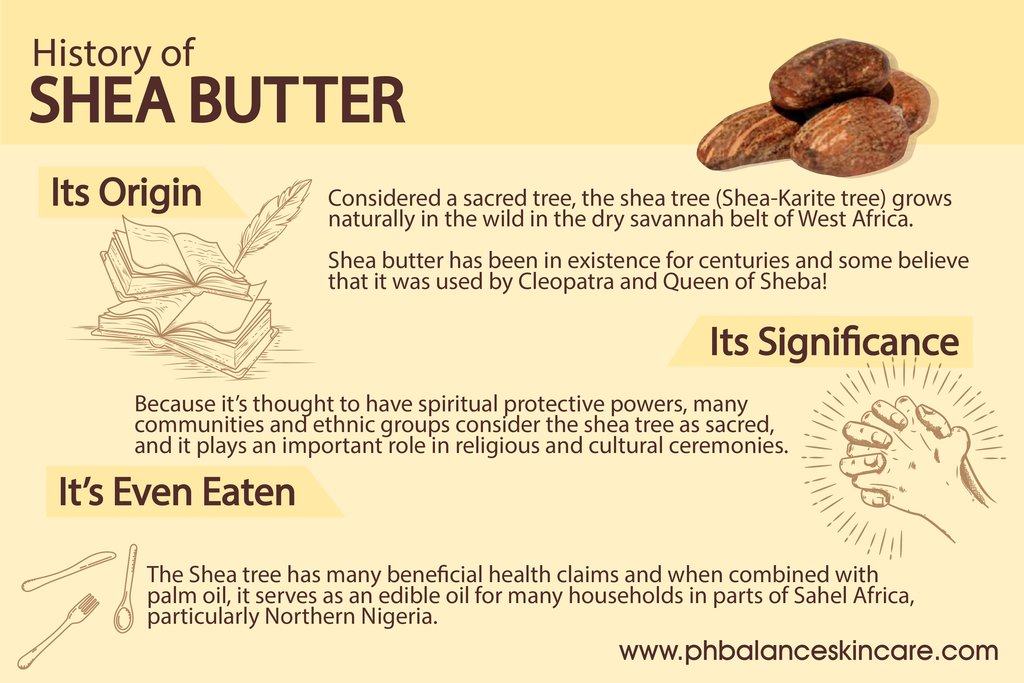 History of
SHEA BUTTER
Its Origin
Considered a sacred tree, the shea tree (Shea-Karite tree) grows
naturally in the wild in the dry savannah belt of West Africa.
Shea butter has been in existence for centuries and some believe
that it was used by Cleopatra and Queen of Sheba!
Its Significance
Because it’s thought to have spiritual protective powers, many
communities and ethnic groups consider the shea tree as sacred,
and it plays an important role in religious and cultural ceremonies.
It’s Even Eaten
The Shea tree has many beneficial health claims and when combined with
palm oil, it serves as an edible oil for many households in parts of Sahel Africa,
particularly Northern Nigeria.
www.phbalanceskincare.com